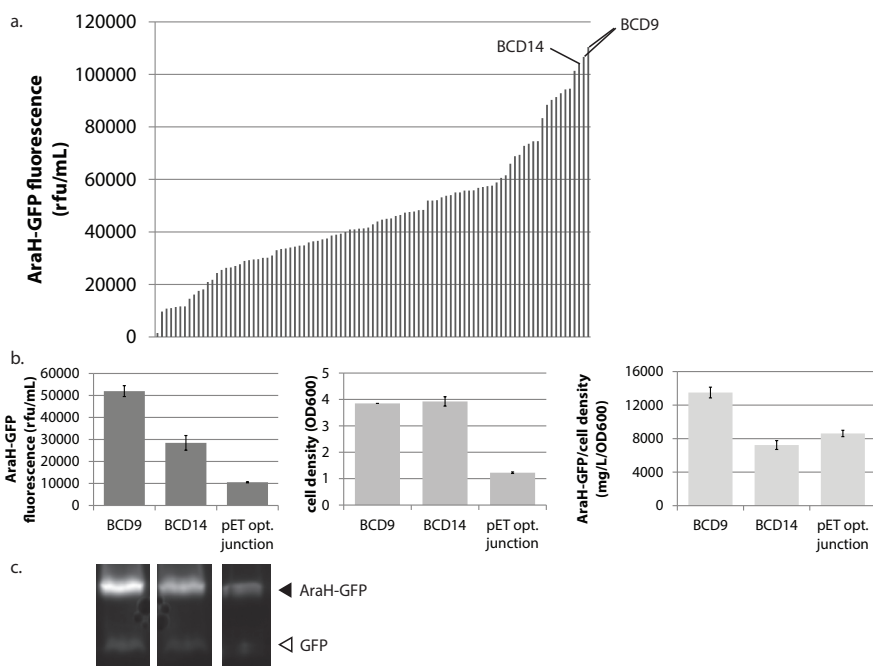 a.
120000
100000
80000
60000
40000
20000
0
AraH-GFP fluorescence
(rfu/mL)
BCD14
BCD9
b.
60000
50000
40000
30000
20000
10000
0
AraH-GFP
fluorescence (rfu/mL)
BCD9 BCD14 pET opt.
junction
5
4
3
2
1
0
cell density (OD600)
BCD9 BCD14 pET opt.
junction
16000
12000
8000
4000
0
AraH-GFP/cell density
(mg/L/OD600)
BCD9 BCD14 pET opt.
junction
c.
AraH-GFP
GFP